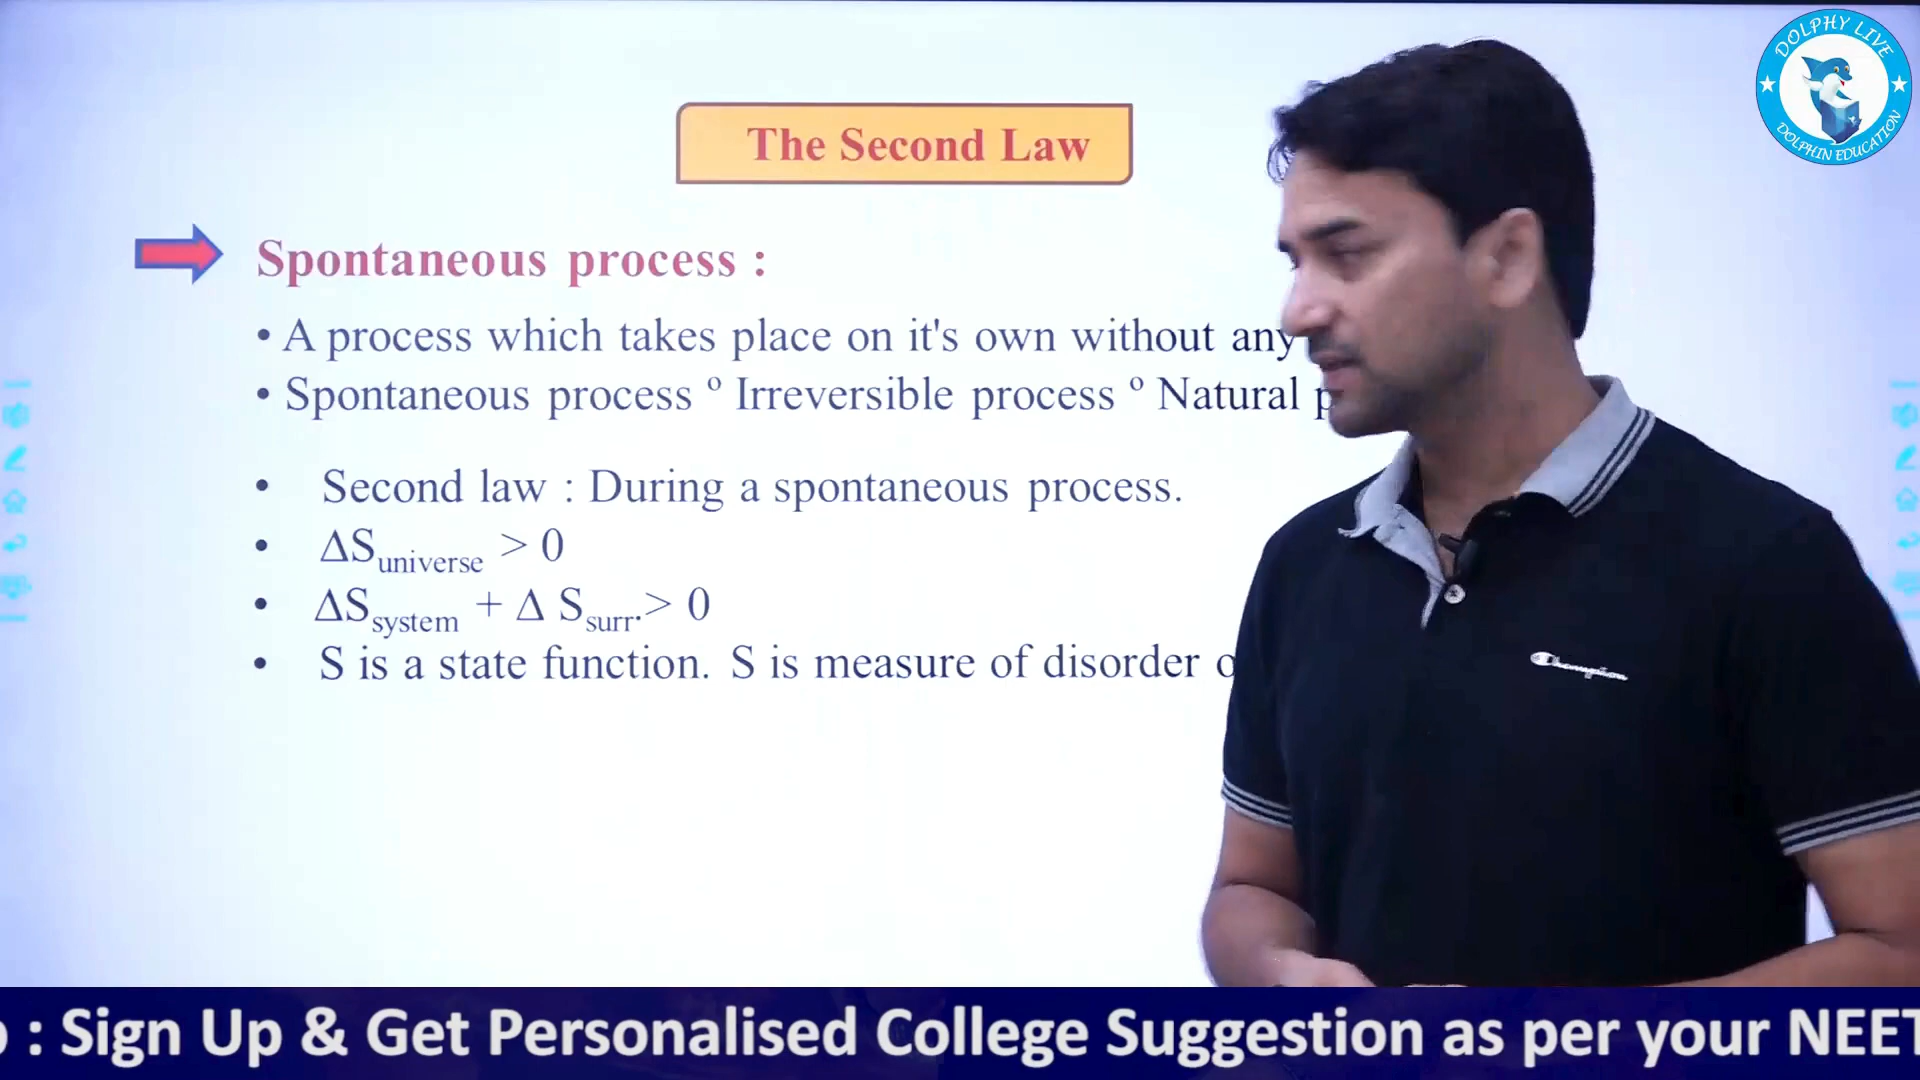 DOLPHY LIVE
DOLPHIN EDUCATION
The Second Law
Spontaneous process :
• A process which takes place on it's own without any
• Spontaneous process º Irreversible process º Natural
• Second law : During a spontaneous process.
• ΔSuniverse > 0
• ΔSsystem + Δ Ssurr.> 0
• S is a state function. S is measure of disorder
Champion
: Sign Up & Get Personalised College Suggestion as per your NEET